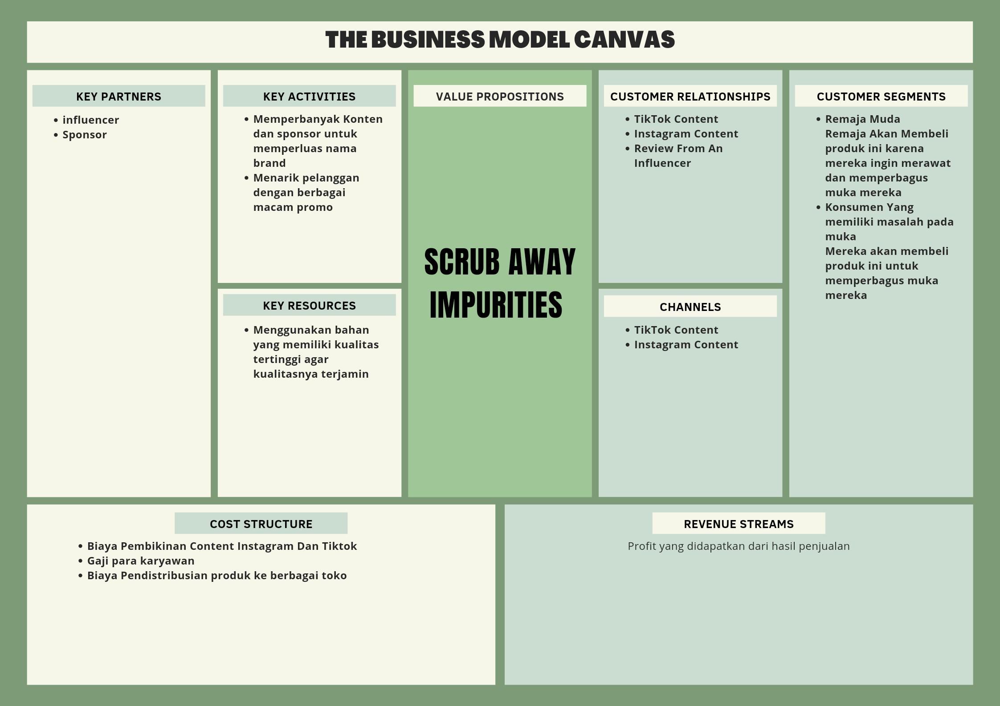 THE BUSINESS MODEL CANVAS
KEY PARTNERS
• influencer
• Sponsor
KEY ACTIVITIES
• Memperbanyak Konten
dan sponsor untuk
memperluas nama
brand
• Menarik pelanggan
dengan berbagai
macam promo
KEY RESOURCES
• Menggunakan bahan
yang memiliki kualitas
tertinggi agar
kualitasnya terjamin
VALUE PROPOSITIONS
SCRUB AWAY
IMPURITIES
CUSTOMER RELATIONSHIPS
• TikTok Content
• Instagram Content
• Review From An
Influencer
CHANNELS
• TikTok Content
• Instagram Content
CUSTOMER SEGMENTS
• Remaja Muda
Remaja Akan Membeli
produk ini karena
mereka ingin merawat
dan memperbagus
muka mereka
• Konsumen Yang
memiliki masalah pada
muka
Mereka akan membeli
produk ini untuk
memperbagus muka
mereka
COST STRUCTURE
• Biaya Pembikinan Content Instagram Dan Tiktok
• Gaji para karyawan
• Biaya Pendistribusian produk ke berbagai toko
REVENUE STREAMS
Profit yang didapatkan dari hasil penjualan